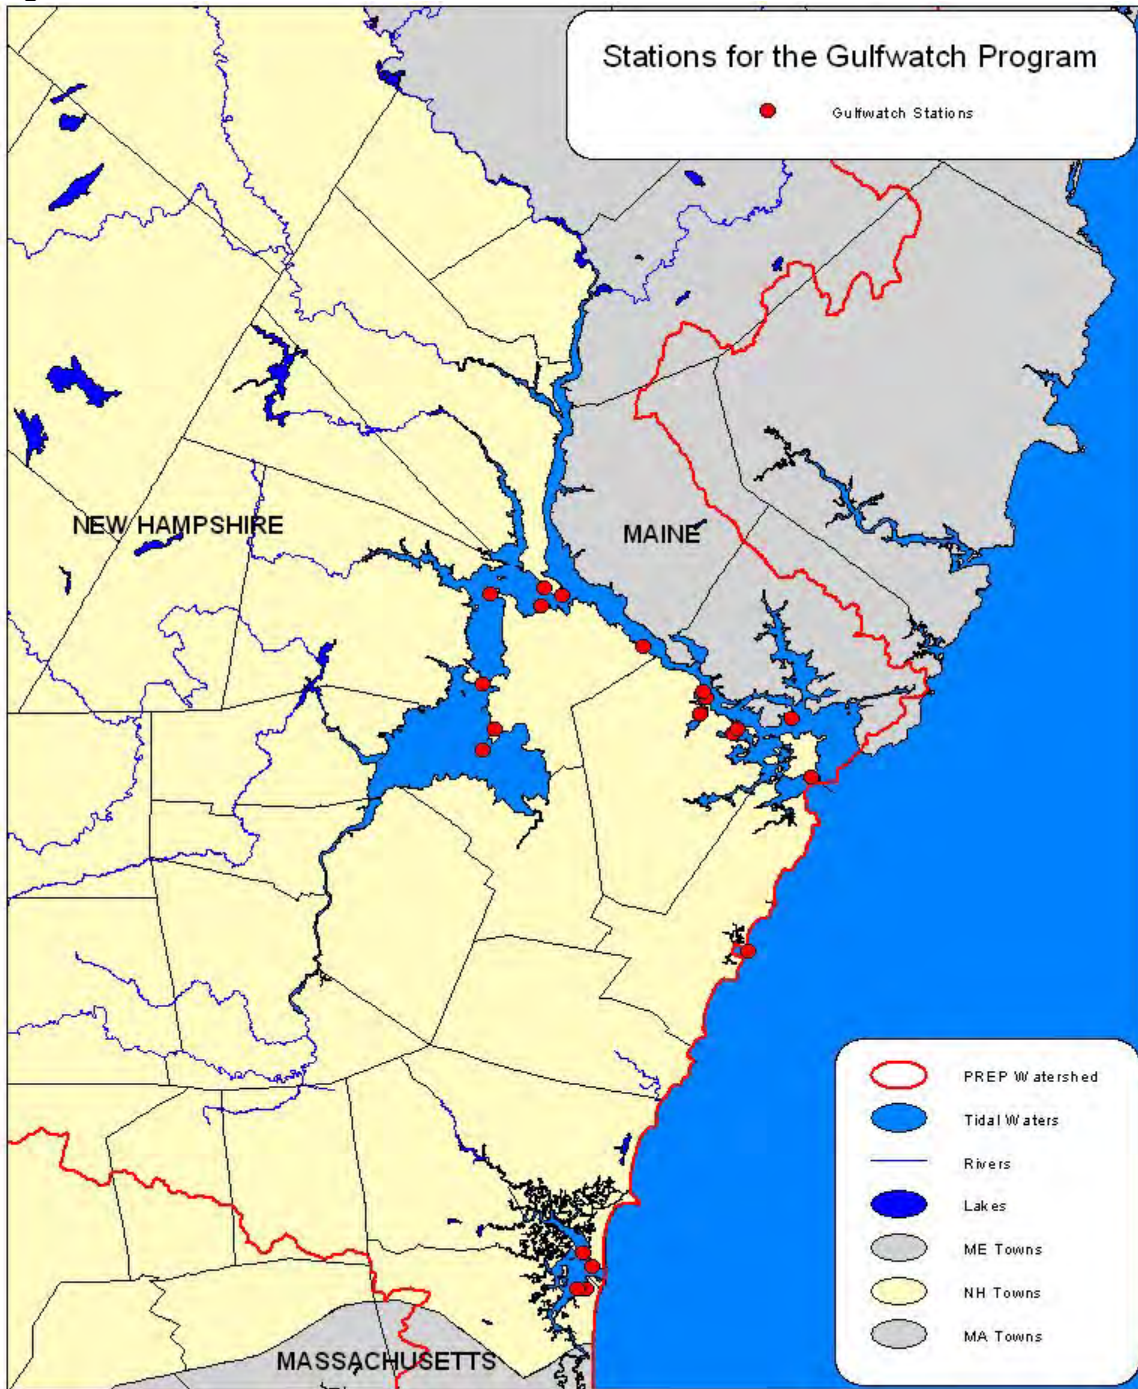 Stations for the Gulfwatch Program
Gulfwatch Stations
NEW HAMPSHIRE
MAINE
MASSACHUSETTS
PREP Watershed
Tidal Waters
Rivers
Lakes
ME Towns
NH Towns
MA Towns